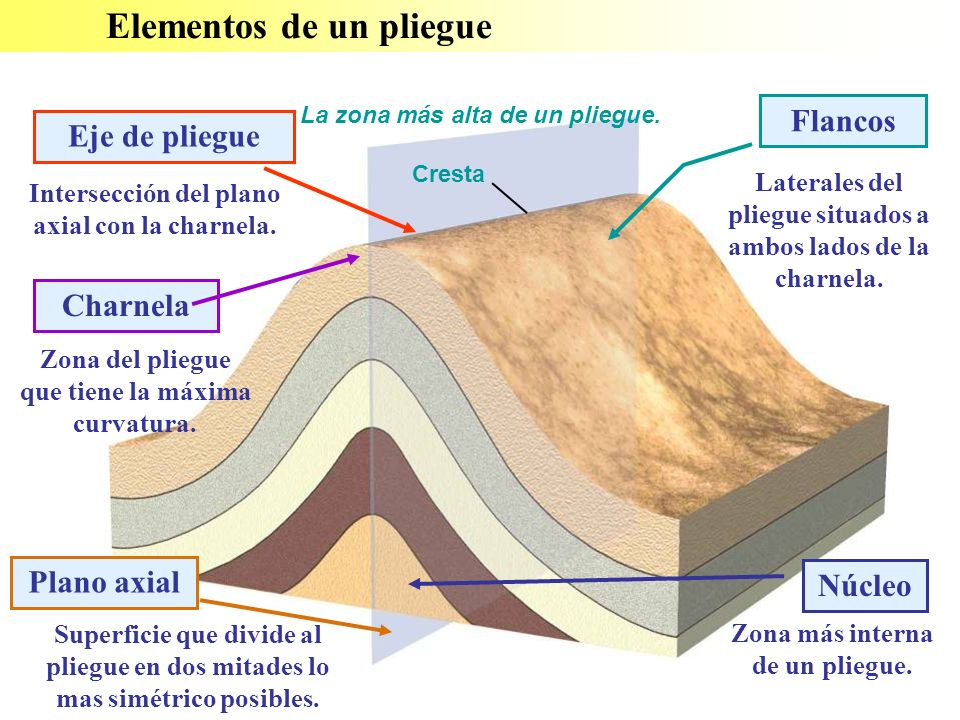 Elementos de un pliegue
La zona más alta de un pliegue.
Cresta
Eje de pliegue
Intersección del plano
axial con la charnela.
Charnela
Zona del pliegue
que tiene la máxima
curvatura.
Plano axial
Superficie que divide al
pliegue en dos mitades lo
mas simétrico posibles.
Flancos
Laterales del
pliegue situados a
ambos lados de la
charnela.
Núcleo
Zona más interna
de un pliegue.